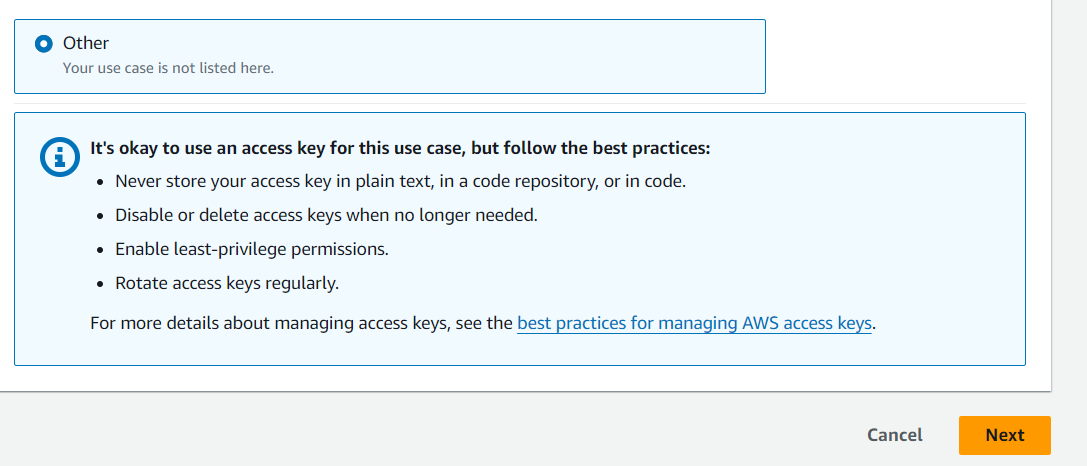 Other
Your use case is not listed here.
It's okay to use an access key for this use case, but follow the best practices:
• Never store your access key in plain text, in a code repository, or in code.
• Disable or delete access keys when no longer needed.
• Enable least-privilege permissions.
• Rotate access keys regularly.
For more details about managing access keys, see the best practices for managing AWS access keys.
Cancel Next